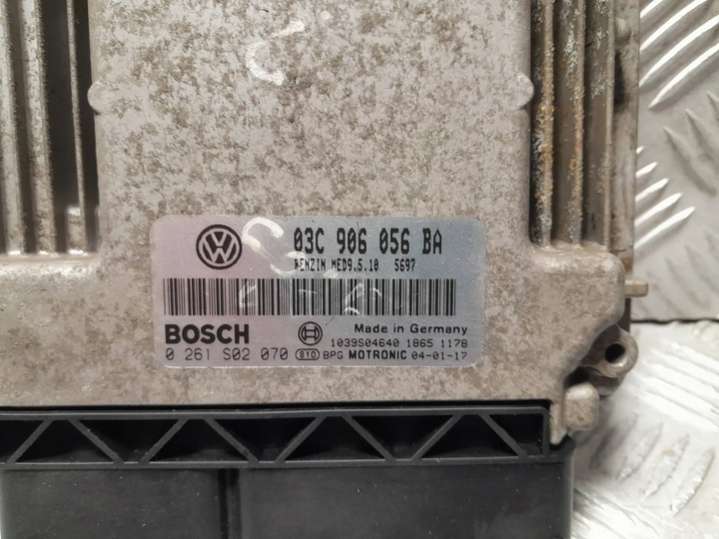 03C 906 056 BA
BENZIN MED9.5.10 5697
BOSCH Made in Germany
1039S04640 1865 1178
0 261 S02 070 010 BPG MOTRONIC 04-01-17